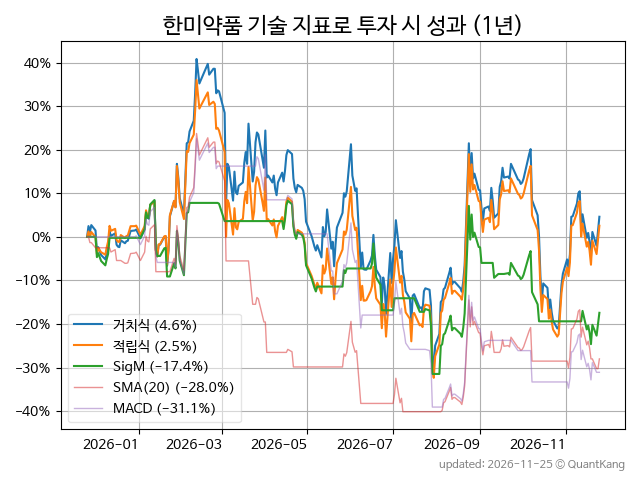 한미약품 기술 지표로 투자 시 성과 (1년)
40%
30%
20%
10%
0%
−10%
−20%
−30%
−40%
거치식 (4.6%)
적립식 (2.5%)
SigM (−17.4%)
SMA(20) (−28.0%)
MACD (−31.1%)
2026-01 2026-03 2026-05 2026-07 2026-09 2026-11
updated: 2026-11-25 © QuantKang